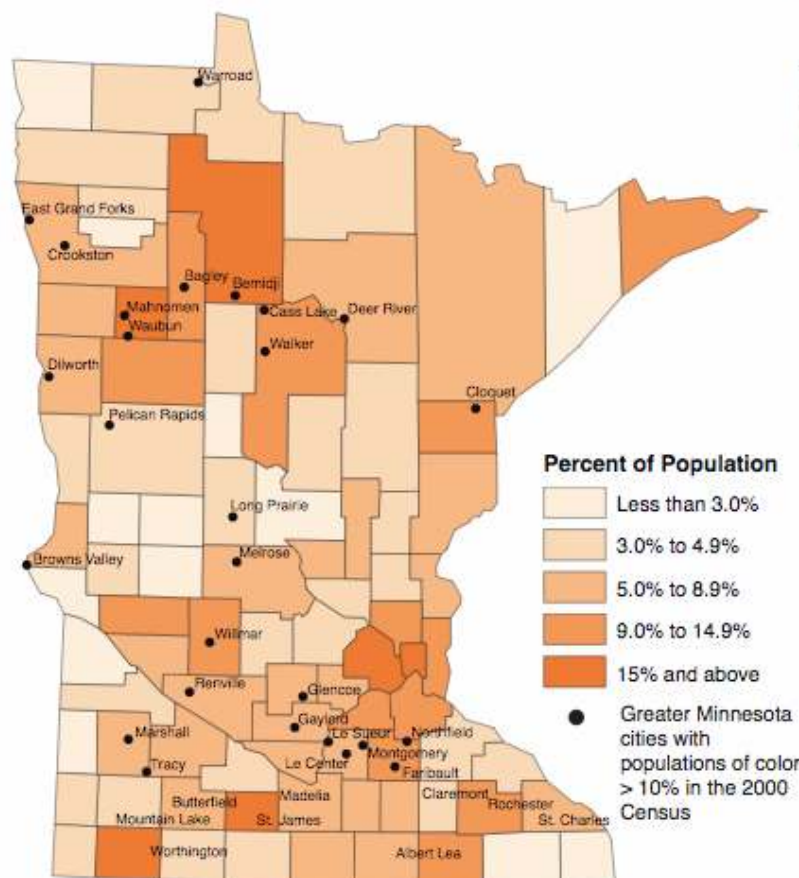 Warroad
East Grand Forks
Crookston
Bagley
Bemidji
Mahnomen
Waubun
Cass Lake
Deer River
Walker
Dilworth
Cloquet
Pelican Rapids
Percent of Population
Less than 3.0%
3.0% to 4.9%
5.0% to 8.9%
9.0% to 14.9%
15% and above
Greater Minnesota
cities with
populations of color
> 10% in the 2000
Census
Long Prairie
Browns Valley
Melrose
Willmar
Renville
Glencoe
Gaylord
Marshall
Le Sueur
Northfield
Montgomery
Le Center
Tracy
Faribault
Butterfield
Madelia
Claremont
Rochester
Mountain Lake
St. James
St. Charles
Worthington
Albert Lea